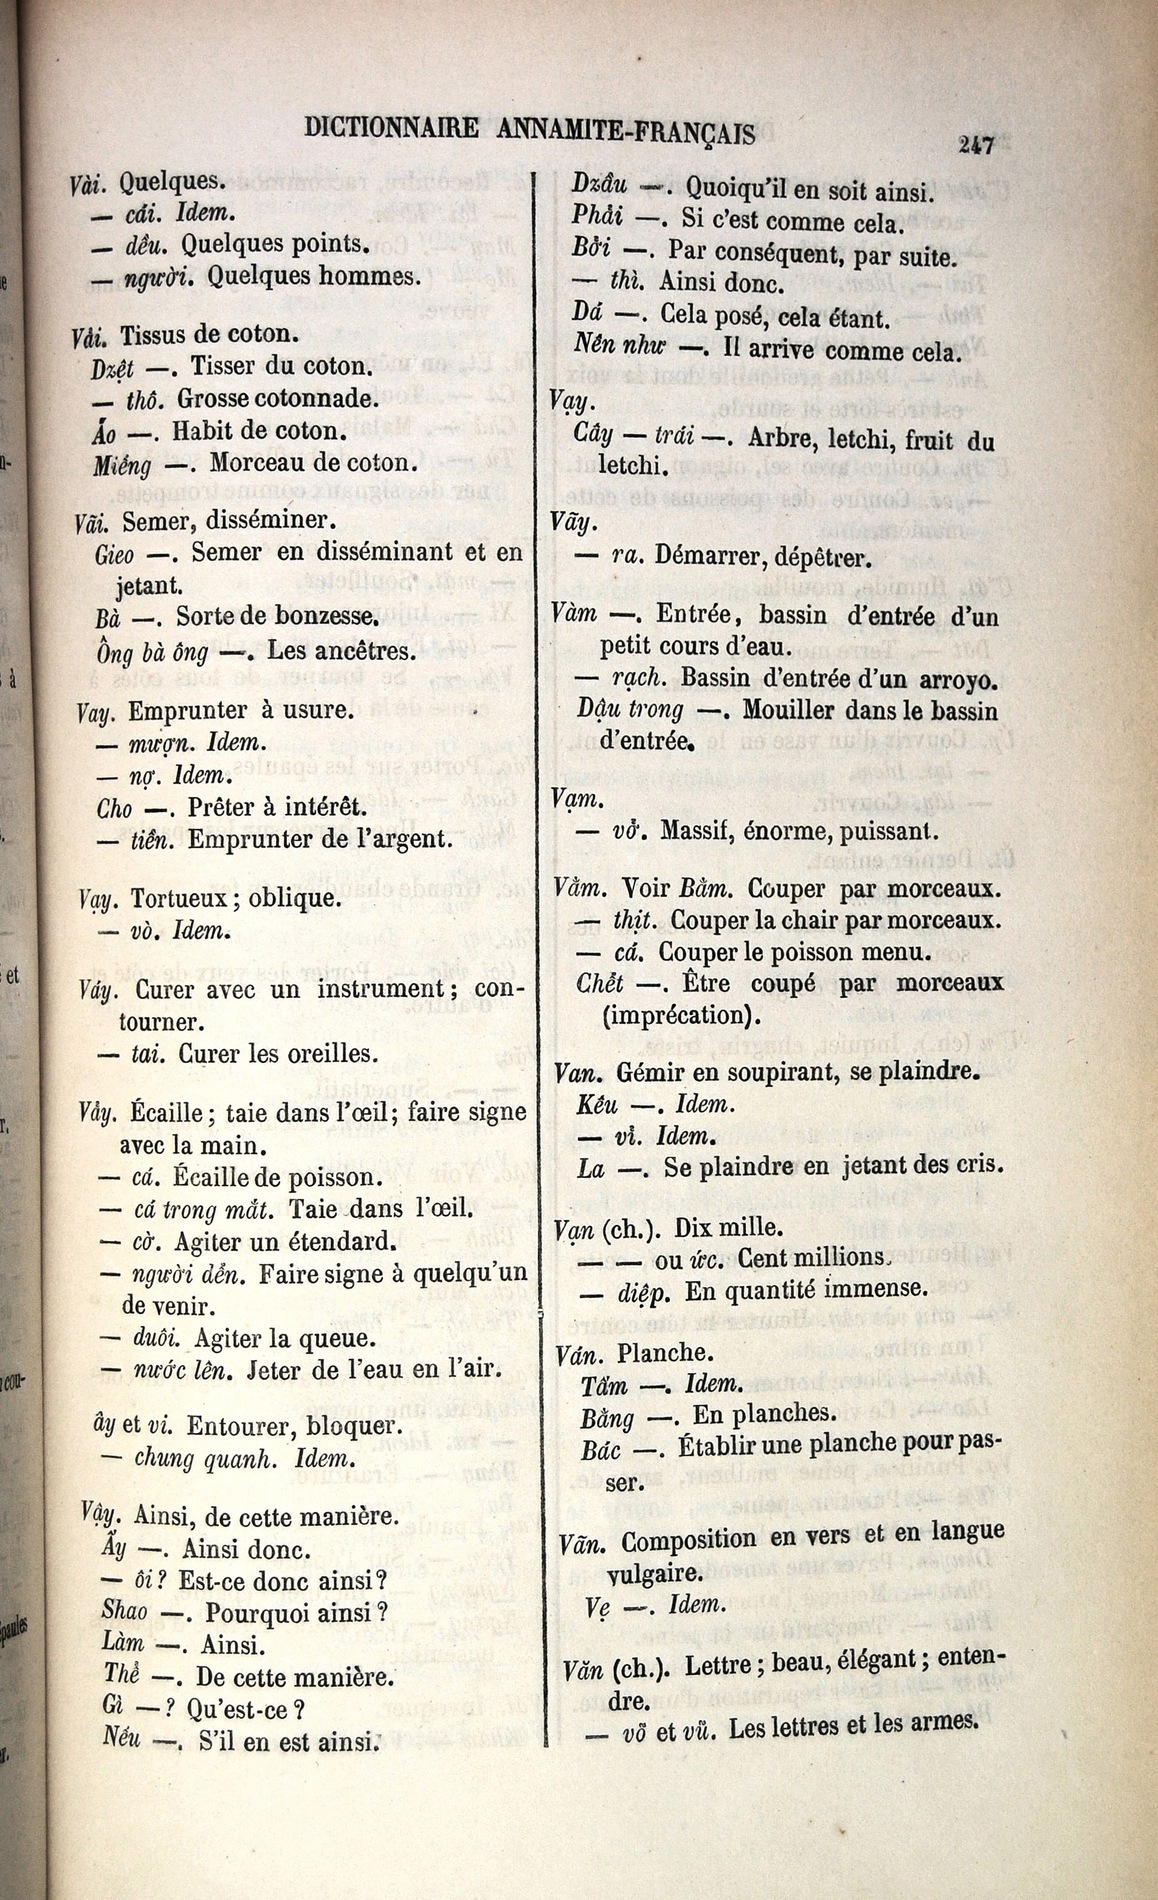 DICTIONNAIRE ANNAMITE-FRANÇAIS
247
Vài. Quelques.
— cái. Idem.
— đều. Quelques points.
— người. Quelques hommes.
Vải. Tissus de coton.
Dzệt —. Tisser du coton.
— thô. Grosse cotonnade.
Áo —. Habit de coton.
Miếng —. Morceau de coton.
Vãi. Semer, disséminer.
Gieo —. Semer en disséminant et en
jetant.
Bà —. Sorte de bonzesse.
Ông bà ông —. Les ancêtres.
Vay. Emprunter à usure.
— mượn. Idem.
— nợ. Idem.
Cho —. Prêter à intérêt.
— tiền. Emprunter de l'argent.
Vạy. Tortueux ; oblique.
— vò. Idem.
Váy. Curer avec un instrument ; con-
tourner.
— tai. Curer les oreilles.
Vảy. Écaille ; taie dans l'œil ; faire signe
avec la main.
— cá. Écaille de poisson.
— cá trong mắt. Taie dans l'œil.
— cờ. Agiter un étendard.
— người đến. Faire signe à quelqu'un
de venir.
— duôi. Agiter la queue.
— nước lên. Jeter de l'eau en l'air.
ây et vi. Entourer, bloquer.
— chung quanh. Idem.
Vậy. Ainsi, de cette manière.
Ấy —. Ainsi donc.
— ôi ? Est-ce donc ainsi ?
Shao —. Pourquoi ainsi ?
Làm —. Ainsi.
Thể —. De cette manière.
Gì — ? Qu'est-ce ?
Nếu —. S'il en est ainsi.
Dzầu —. Quoiqu'il en soit ainsi.
Phải —. Si c'est comme cela.
Bởi —. Par conséquent, par suite.
— thì. Ainsi donc.
Dá —. Cela posé, cela étant.
Nên như —. Il arrive comme cela.
Vạy.
Cây — trái —. Arbre, letchi, fruit du
letchi.
Vãy.
— ra. Démarrer, dépêtrer.
Vàm —. Entrée, bassin d'entrée d'un
petit cours d'eau.
— rạch. Bassin d'entrée d'un arroyo.
Dậu trong —. Mouiller dans le bassin
d'entrée.
Vạm.
— vở. Massif, énorme, puissant.
Vằm. Voir Bằm. Couper par morceaux.
— thịt. Couper la chair par morceaux.
— cá. Couper le poisson menu.
Chết —. Être coupé par morceaux
(imprécation).
Van. Gémir en soupirant, se plaindre.
Kêu —. Idem.
— vỉ. Idem.
La —. Se plaindre en jetant des cris.
Vạn (ch.). Dix mille.
— — ou ức. Cent millions.
— diệp. En quantité immense.
Ván. Planche.
Tấm —. Idem.
Bằng —. En planches.
Bác —. Établir une planche pour pas-
ser.
Vãn. Composition en vers et en langue
vulgaire.
Vẹ —. Idem.
Văn (ch.). Lettre ; beau, élégant ; enten-
dre.
— võ et vũ. Les lettres et les armes.